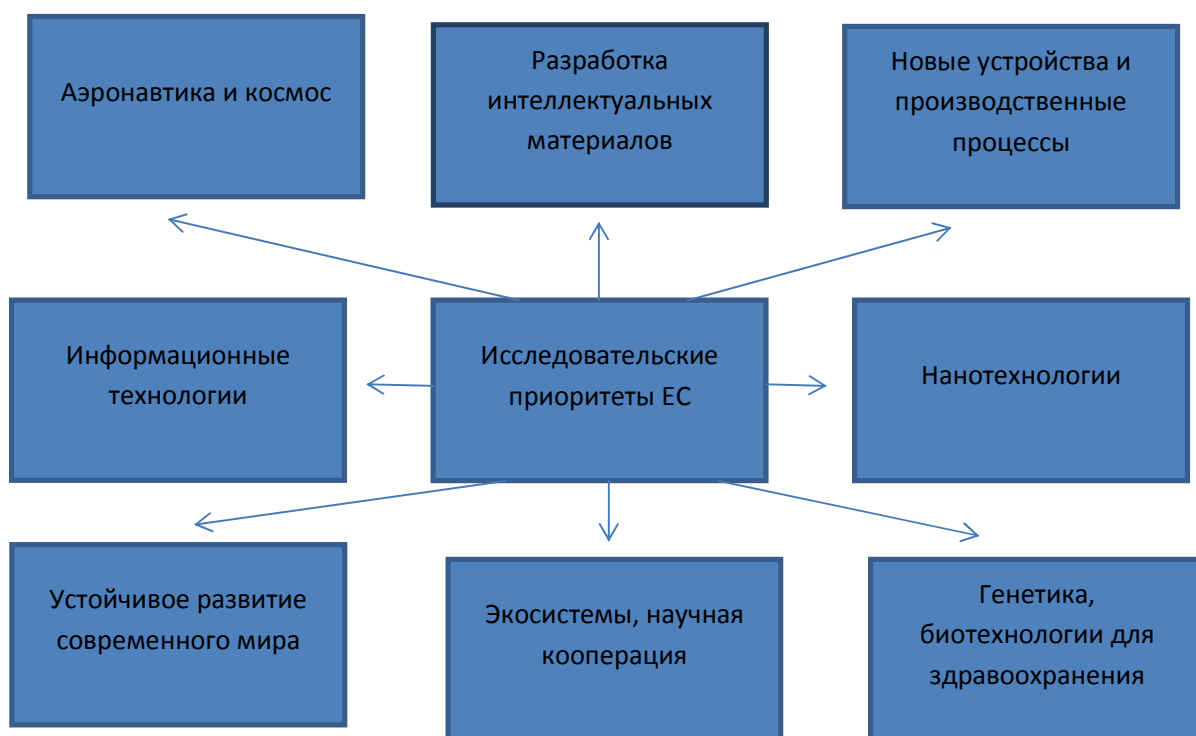 Аэронавтика и космос
Разработка
интеллектуальных
материалов
Новые устройства и
производственные
процессы
Информационные
технологии
Исследовательские
приоритеты ЕС
Нанотехнологии
Устойчивое развитие
современного мира
Экосистемы, научная
кооперация
Генетика,
биотехнологии для
здравоохранения